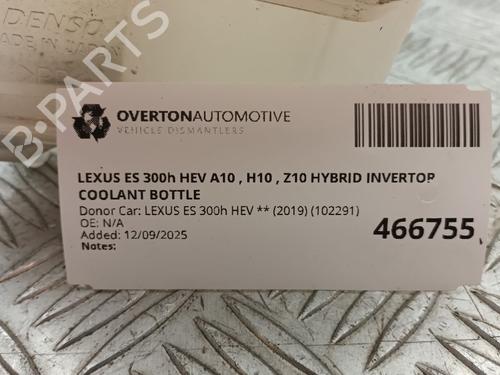 DENSO
MADE IN JAPAN
B-PARTS
OVERTONAUTOMOTIVE
VEHICLE DISMANTLERS
LEXUS ES 300h HEV A10 , H10 , Z10 HYBRID INVERTOR
COOLANT BOTTLE
Donor Car: LEXUS ES 300h HEV ** (2019) (102291)
OE: N/A
466755
Added: 12/09/2025
Notes: